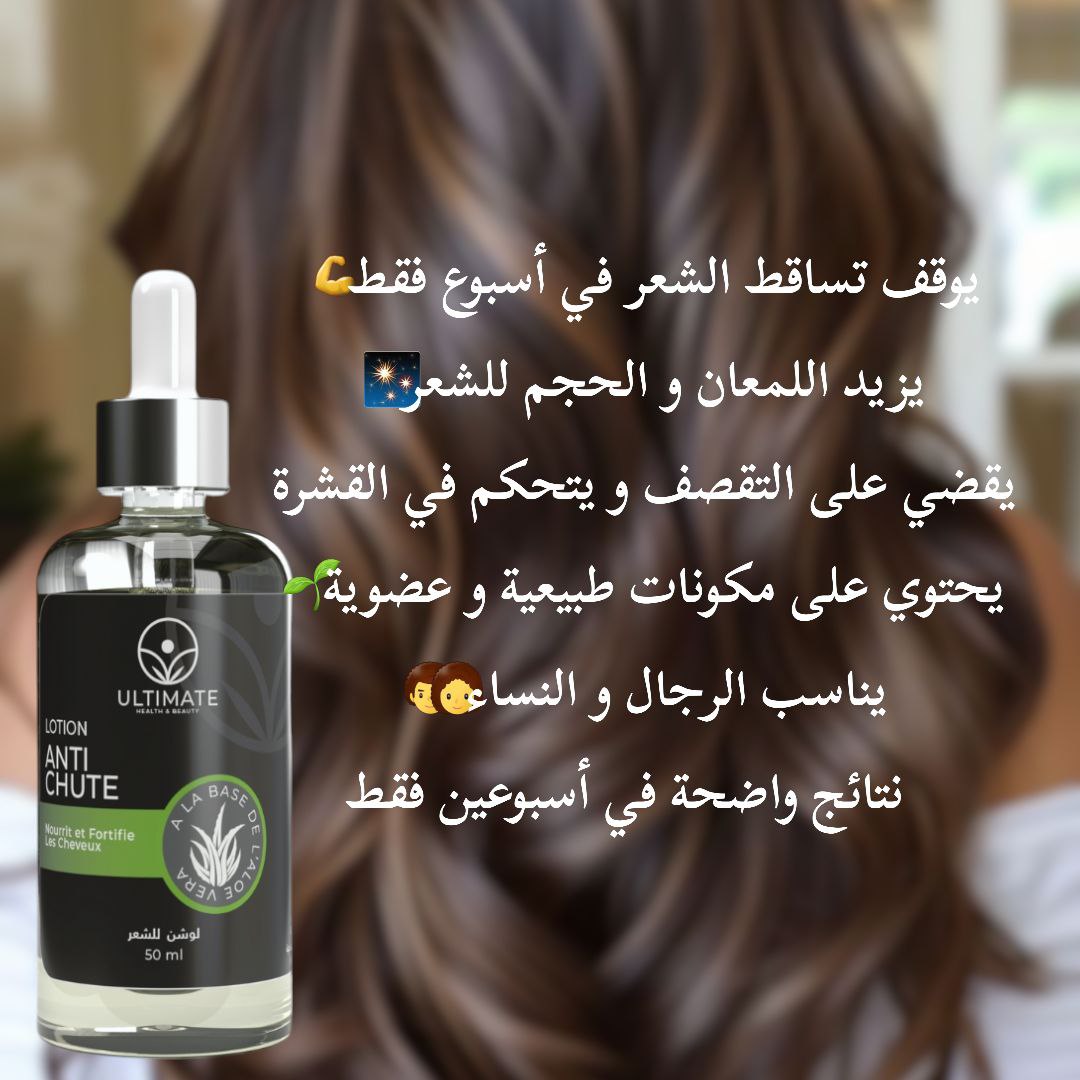 يوقف تساقط الشعر في أسبوع فقط💪
يزيد اللمعان و الحجم للشعر🎇
يقضي على التقصف و يتحكم في القشرة
يحتوي على مكونات طبيعية و عضوية🌱
يناسب الرجال و النساء👨👩
نتائج واضحة في أسبوعين فقط
ULTIMATE
HEALTH & BEAUTY
LOTION
ANTI
CHUTE
Nourrit et Fortifie
Les Cheveux
A LA BASE DE L'ALOE VERA
لوشن للشعر
50 ml